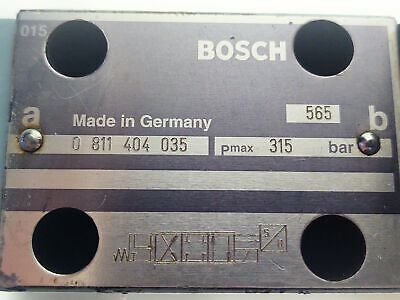 015
BOSCH
565
a
b
Made in Germany
0 811 404 035
pmax 315 bar